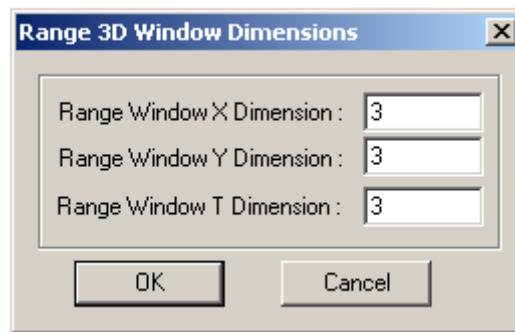 Range 3D Window Dimensions
Range Window X Dimension : 3
Range Window Y Dimension : 3
Range Window T Dimension : 3
OK Cancel